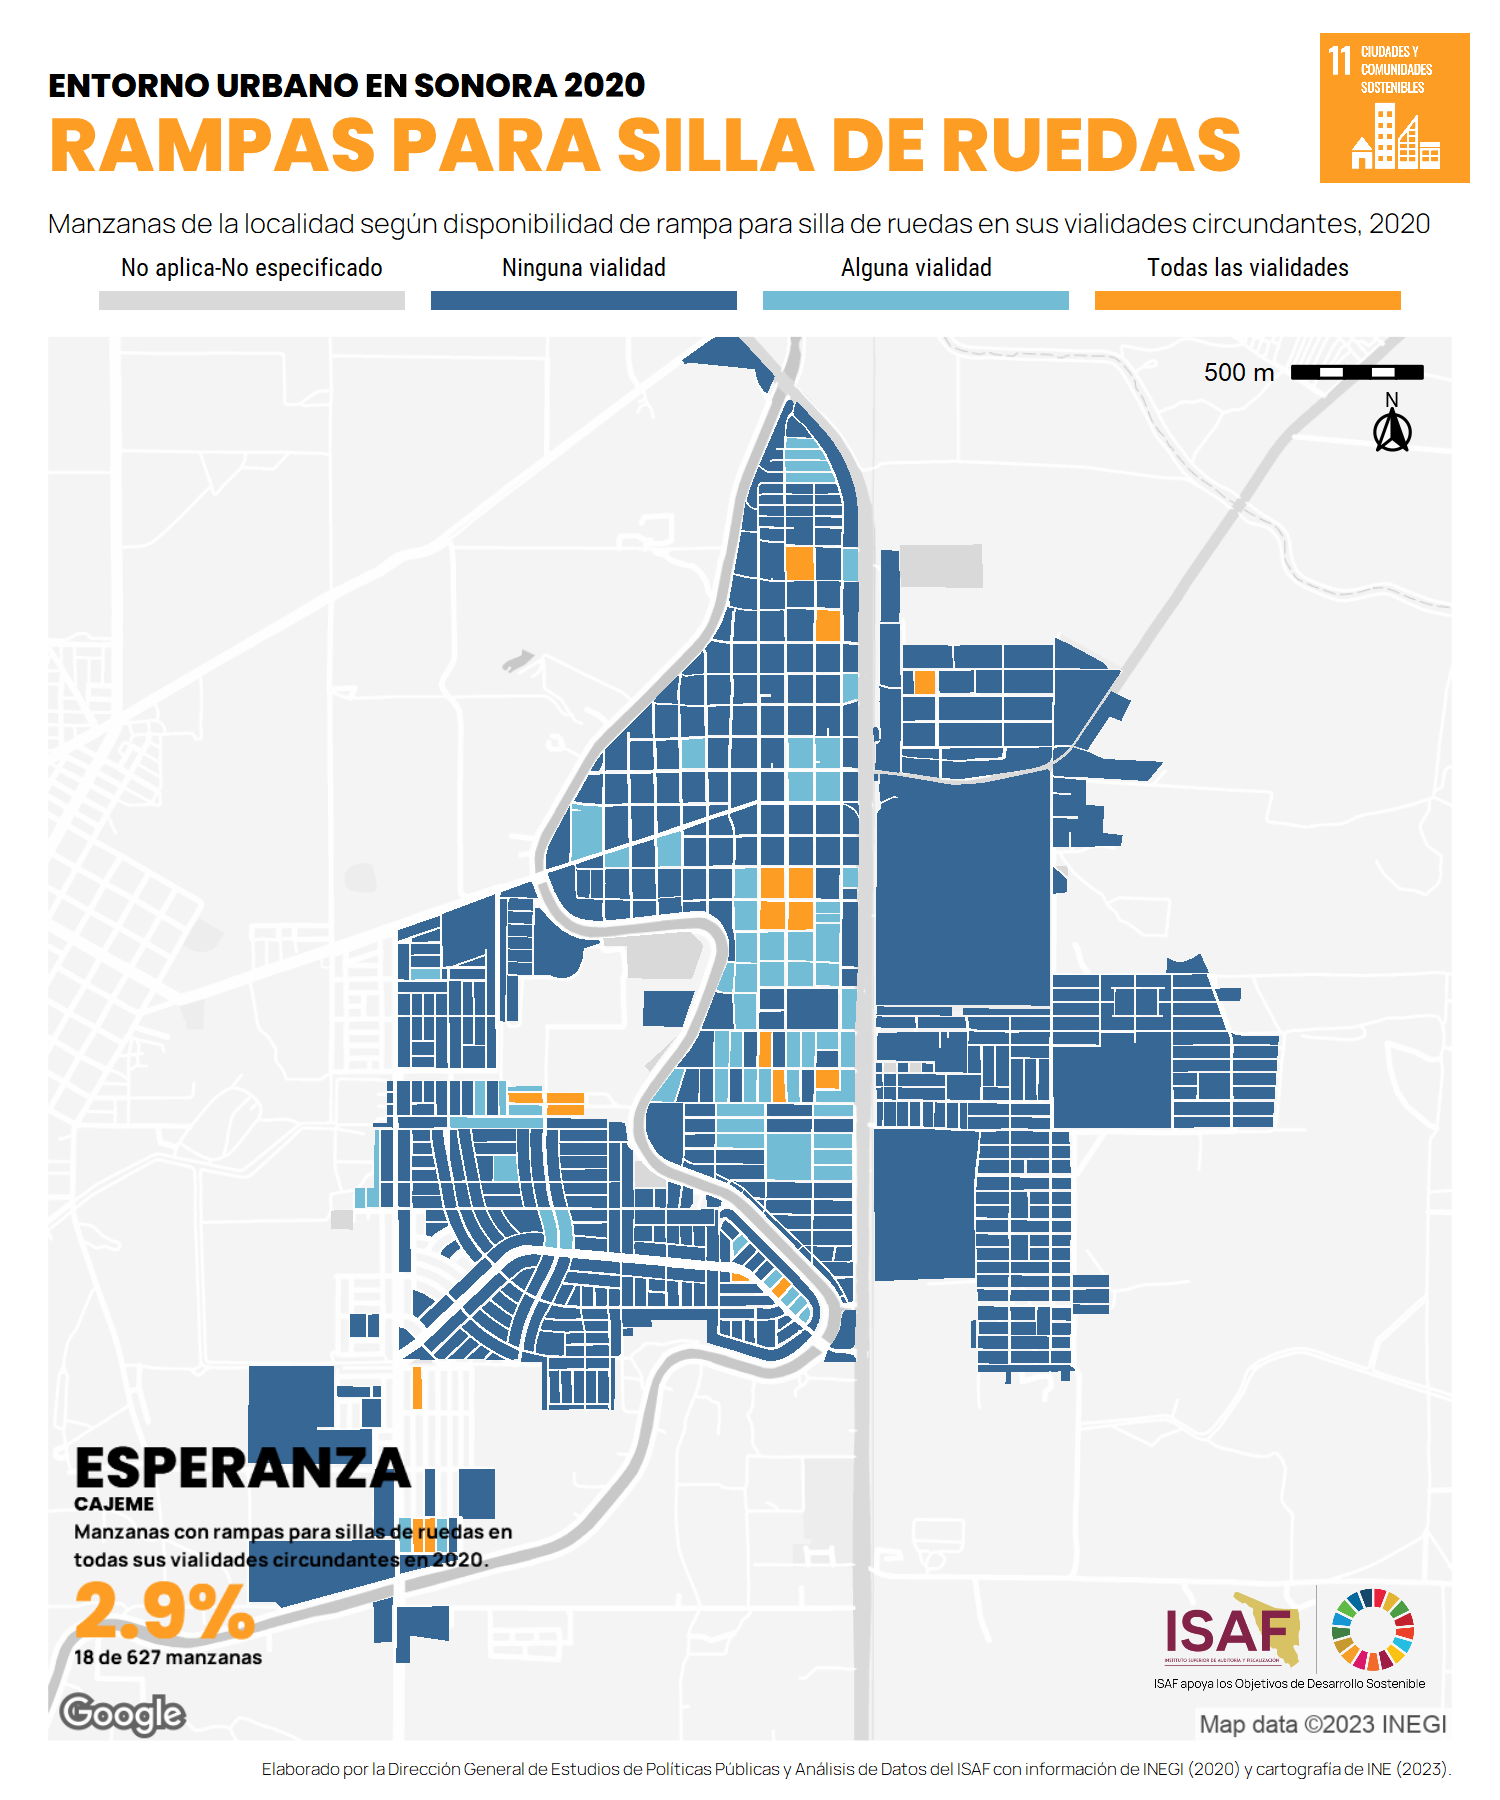 ENTORNO URBANO EN SONORA 2020
RAMPAS PARA SILLA DE RUEDAS
11 CIUDADES Y
COMUNIDADES
SOSTENIBLES
Manzanas de la localidad según disponibilidad de rampa para silla de ruedas en sus vialidades circundantes, 2020
No aplica-No especificado
Ninguna vialidad
Alguna vialidad
Todas las vialidades
500 m
N
ESPERANZA
CAJEME
Manzanas con rampas para sillas de ruedas en
todas sus vialidades circundantes en 2020.
2.9%
18 de 627 manzanas
Google
ISAF
INSTITUTO SUPERIOR DE AUDITORÍA Y FISCALIZACIÓN
ISAF apoya los Objetivos de Desarrollo Sostenible
Map data ©2023 INEGI
Elaborado por la Dirección General de Estudios de Políticas Públicas y Análisis de Datos del ISAF con información de INEGI (2020) y cartografía de INE (2023).